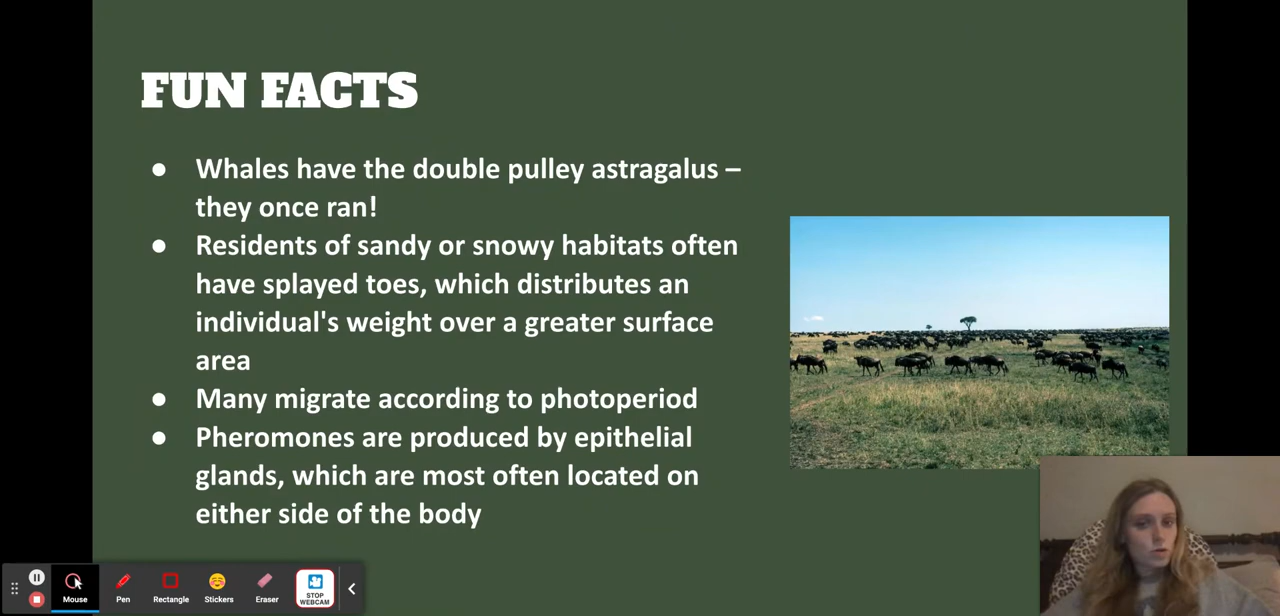 FUN FACTS
● Whales have the double pulley astragalus –
they once ran!
● Residents of sandy or snowy habitats often
have splayed toes, which distributes an
individual's weight over a greater surface
area
● Many migrate according to photoperiod
● Pheromones are produced by epithelial
glands, which are most often located on
either side of the body
Mouse
Pen
Rectangle
Stickers
Eraser
STOP
WEBCAM